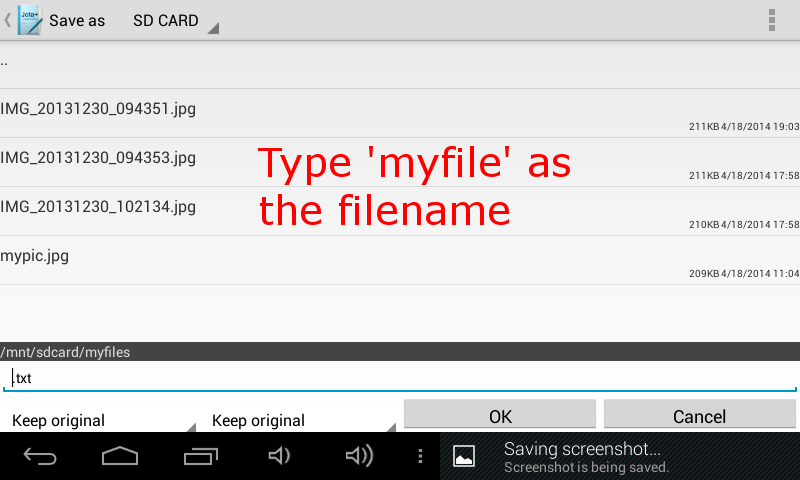 Jota+
Save as SD CARD
..
IMG_20131230_094351.jpg
211KB 4/18/2014 19:03
IMG_20131230_094353.jpg
211KB 4/18/2014 17:58
IMG_20131230_102134.jpg
210KB 4/18/2014 17:58
mypic.jpg
209KB 4/18/2014 11:04
Type 'myfile' as
the filename
/mnt/sdcard/myfiles
.txt
Keep original Keep original OK Cancel
Saving screenshot...
Screenshot is being saved.